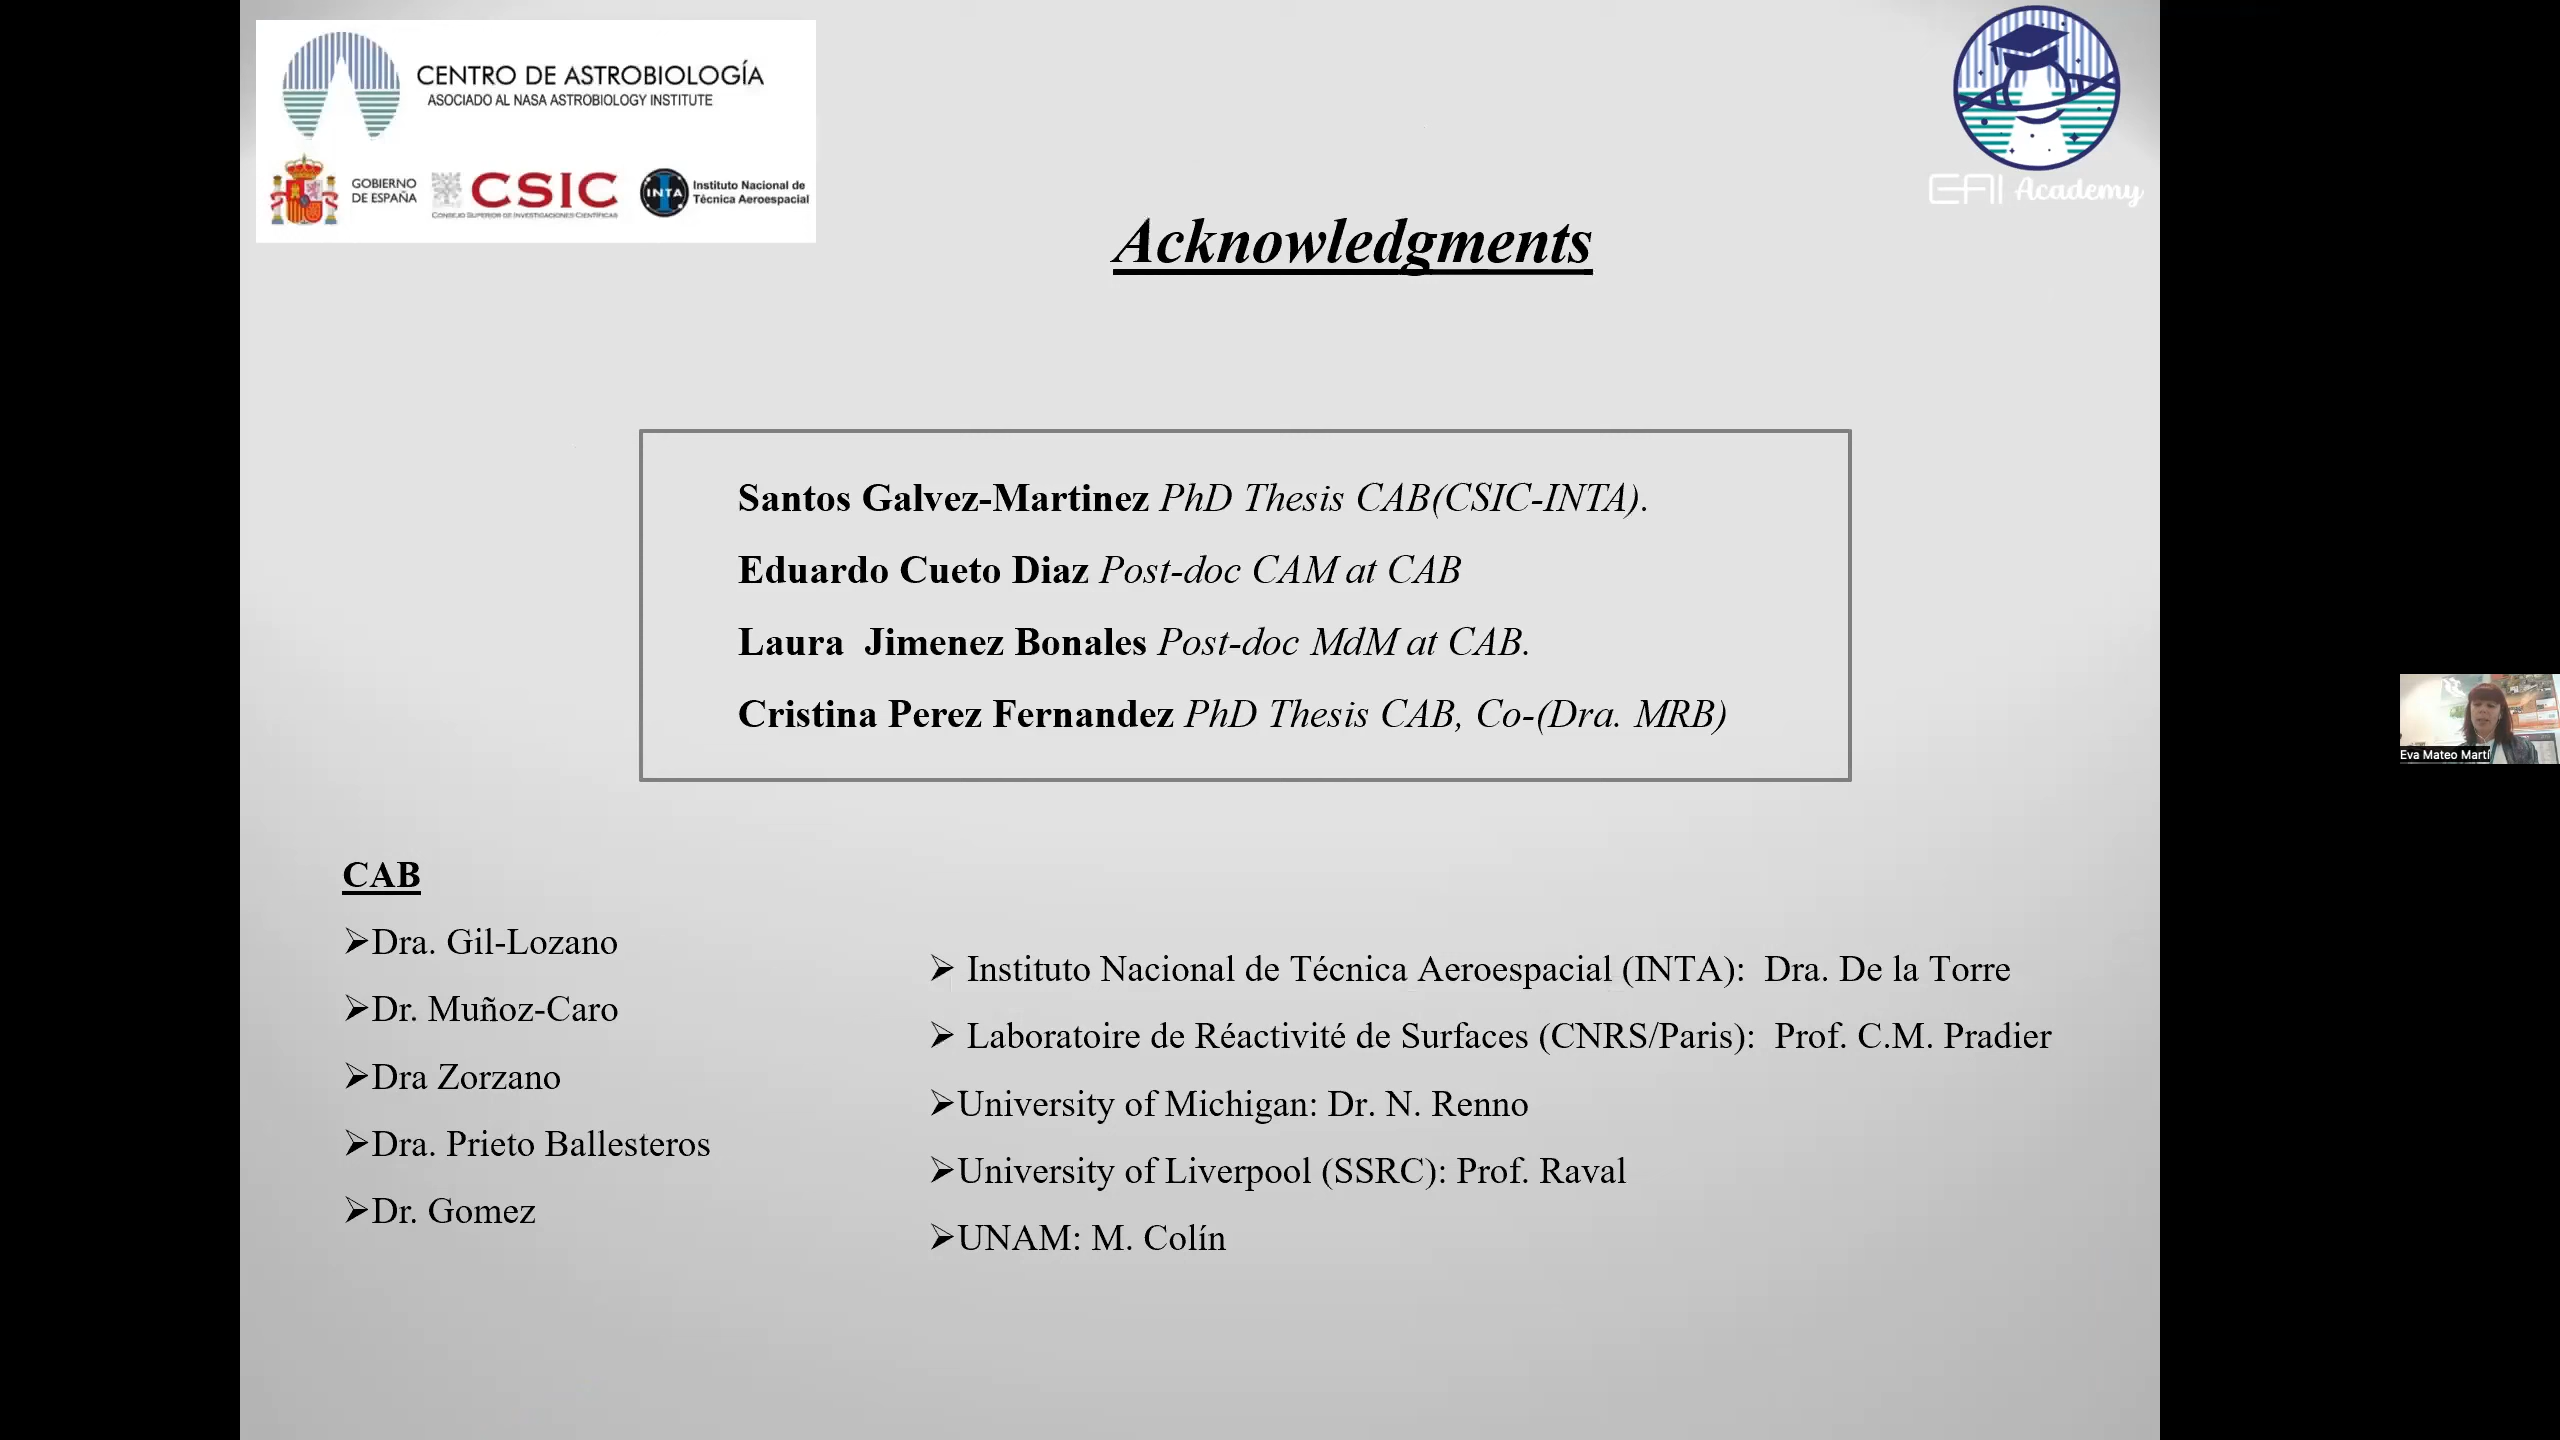 CENTRO DE ASTROBIOLOGÍA
ASOCIADO AL NASA ASTROBIOLOGY INSTITUTE
GOBIERNO
DE ESPAÑA
CSIC
CONSEJO SUPERIOR DE INVESTIGACIONES CIENTÍFICAS
INTA
Instituto Nacional de
Técnica Aeroespacial
EAI Academy
Acknowledgments
Santos Galvez-Martinez PhD Thesis CAB(CSIC-INTA).
Eduardo Cueto Diaz Post-doc CAM at CAB
Laura  Jimenez Bonales Post-doc MdM at CAB.
Cristina Perez Fernandez PhD Thesis CAB, Co-(Dra. MRB)
CAB
➢Dra. Gil-Lozano
➢Dr. Muñoz-Caro
➢Dra Zorzano
➢Dra. Prieto Ballesteros
➢Dr. Gomez
➢ Instituto Nacional de Técnica Aeroespacial (INTA):  Dra. De la Torre
➢ Laboratoire de Réactivité de Surfaces (CNRS/Paris):  Prof. C.M. Pradier
➢University of Michigan: Dr. N. Renno
➢University of Liverpool (SSRC): Prof. Raval
➢UNAM: M. Colín
Eva Mateo Martí